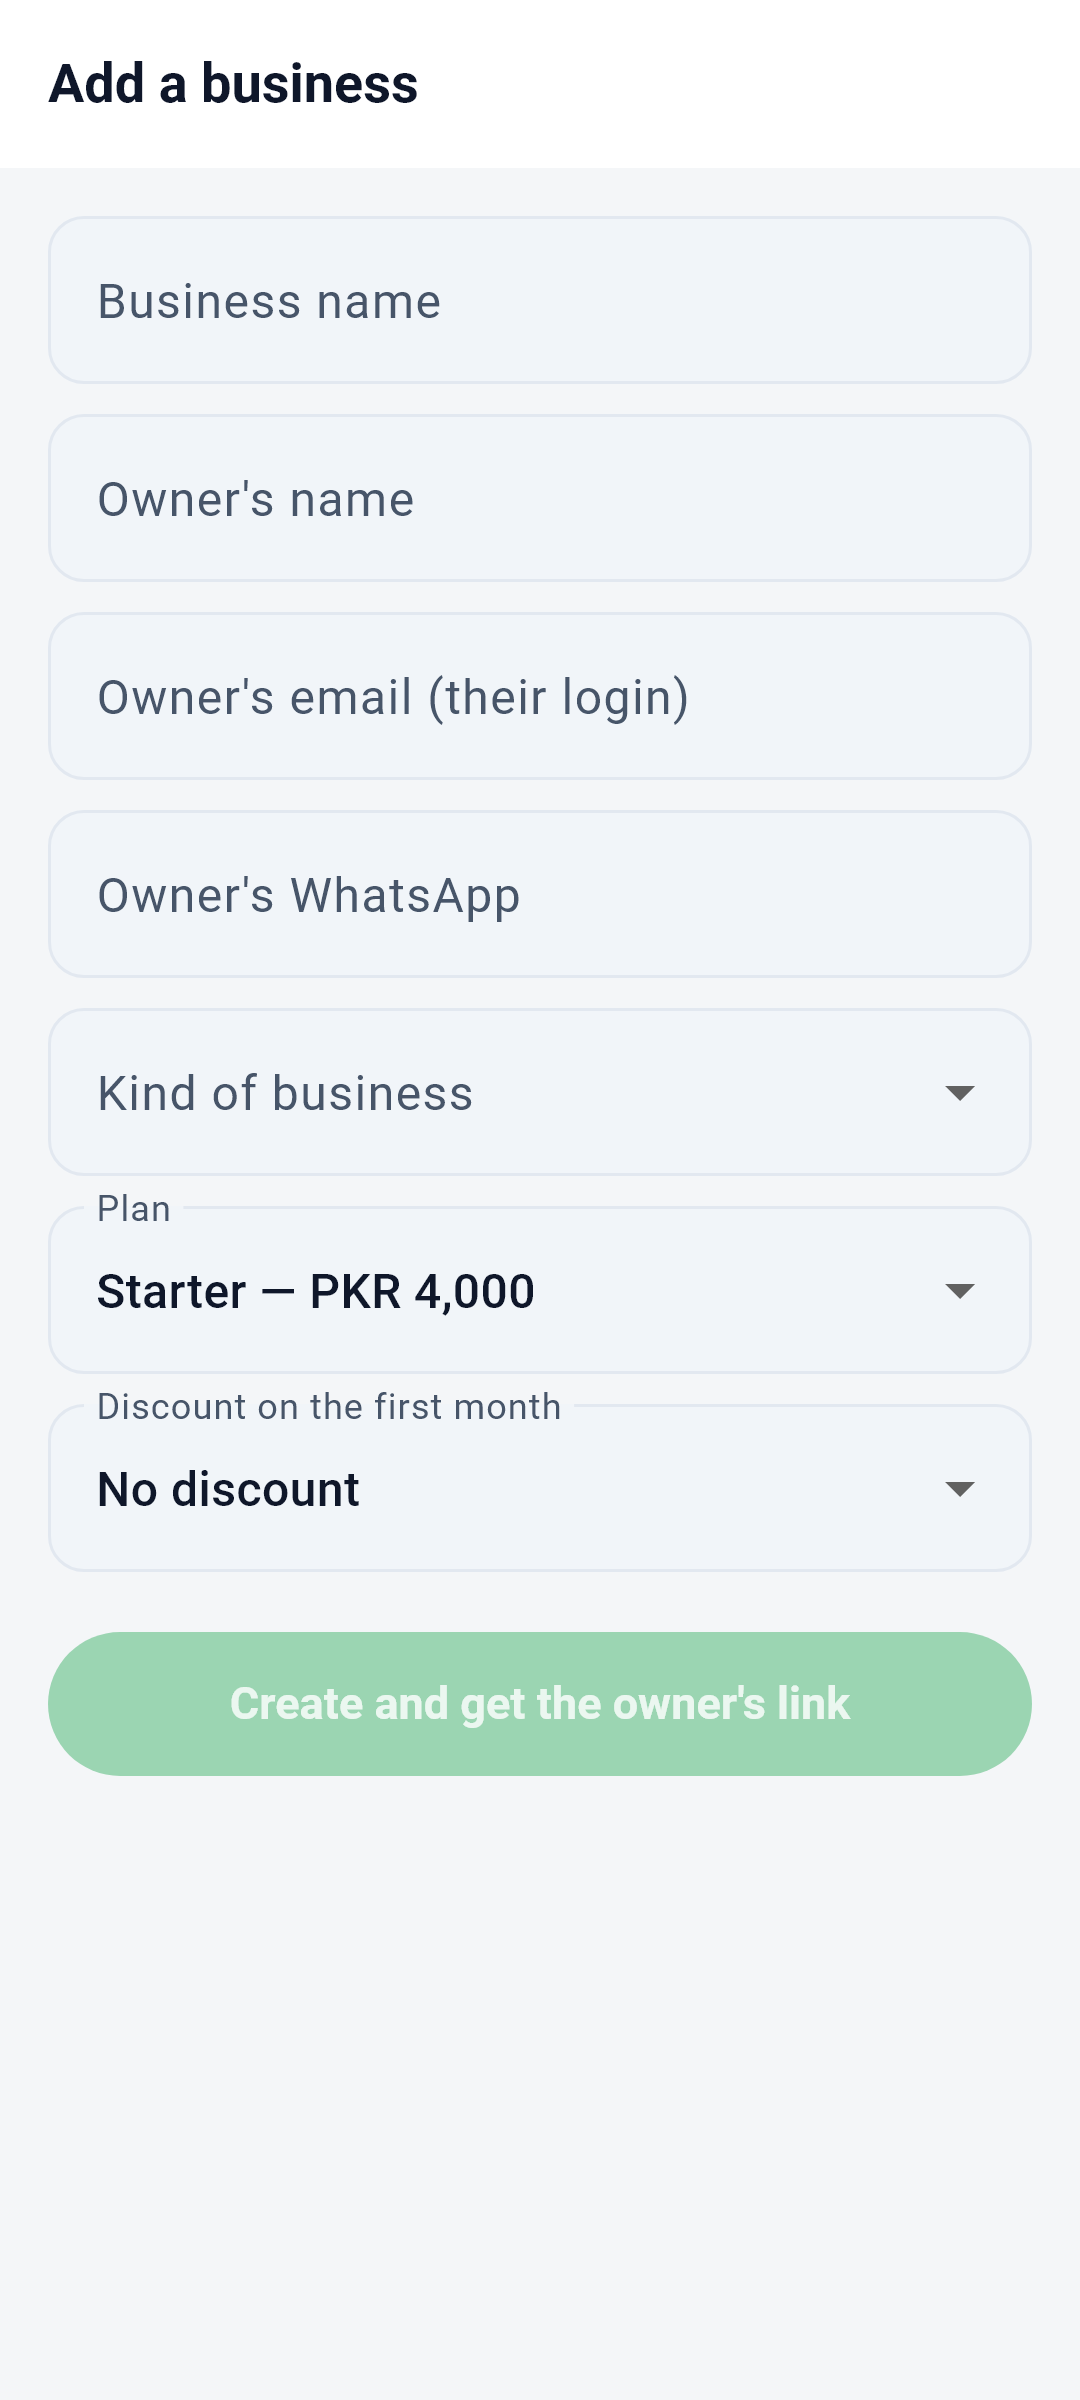 Add a business
Business name
Owner's name
Owner's email (their login)
Owner's WhatsApp
Kind of business
Plan
Starter — PKR 4,000
Discount on the first month
No discount
Create and get the owner's link